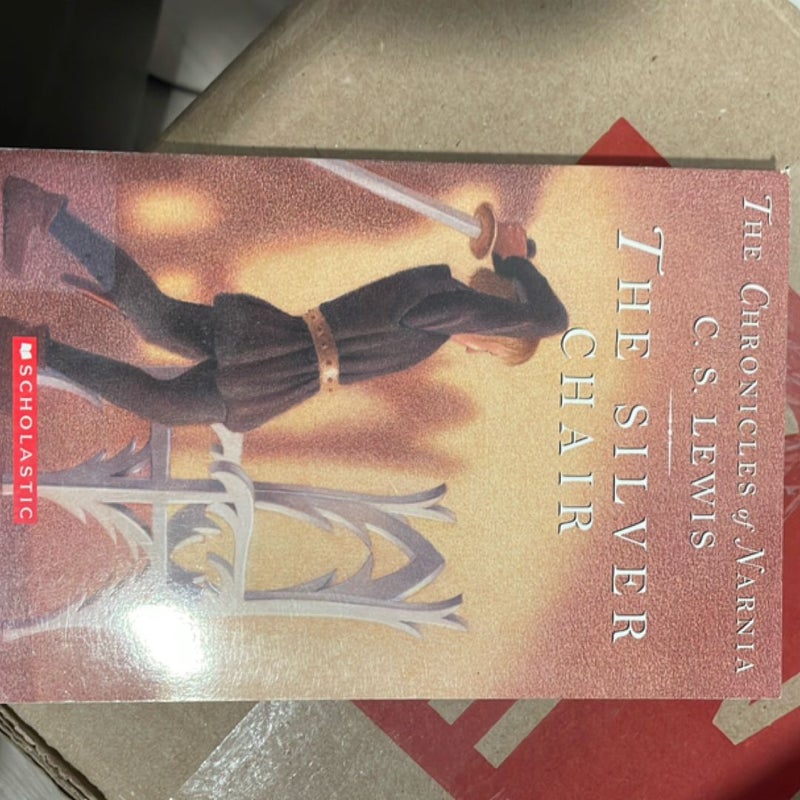 THE CHRONICLES of NARNIA
C. S. LEWIS
THE SILVER
CHAIR
SCHOLASTIC